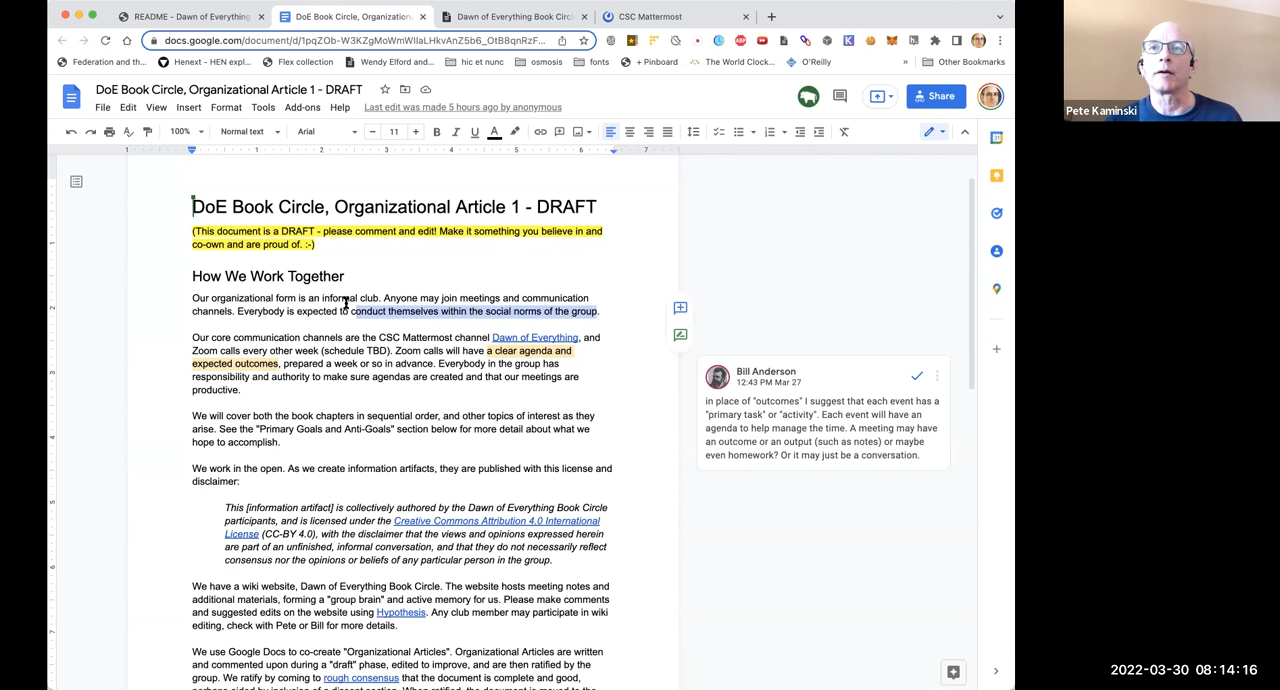 README - Dawn of Everything
DoE Book Circle, Organizational
Dawn of Everything Book Circ
CSC Mattermost
docs.google.com/document/d/1pqZOb-W3KZgMoWmWIIaLHkvAnZ5b6_OtB8qnRzF...
Federation and th...
Henext - HEN expl...
Flex collection
Wendy Elford and...
hic et nunc
osmosis
fonts
+ Pinboard
The World Clock...
O'Reilly
»
Other Bookmarks
DoE Book Circle, Organizational Article 1 - DRAFT
File Edit View Insert Format Tools Add-ons Help Last edit was made 5 hours ago by anonymous
Share
100% Normal text Arial 11
DoE Book Circle, Organizational Article 1 - DRAFT
(This document is a DRAFT - please comment and edit! Make it something you believe in and
co-own and are proud of. :-)
How We Work Together
Our organizational form is an informal club. Anyone may join meetings and communication
channels. Everybody is expected to conduct themselves within the social norms of the group.
Our core communication channels are the CSC Mattermost channel Dawn of Everything, and
Zoom calls every other week (schedule TBD). Zoom calls will have a clear agenda and
expected outcomes, prepared a week or so in advance. Everybody in the group has
responsibility and authority to make sure agendas are created and that our meetings are
productive.
We will cover both the book chapters in sequential order, and other topics of interest as they
arise. See the "Primary Goals and Anti-Goals" section below for more detail about what we
hope to accomplish.
We work in the open. As we create information artifacts, they are published with this license and
disclaimer:
This [information artifact] is collectively authored by the Dawn of Everything Book Circle
participants, and is licensed under the Creative Commons Attribution 4.0 International
License (CC-BY 4.0), with the disclaimer that the views and opinions expressed herein
are part of an unfinished, informal conversation, and that they do not necessarily reflect
consensus nor the opinions or beliefs of any particular person in the group.
We have a wiki website, Dawn of Everything Book Circle. The website hosts meeting notes and
additional materials, forming a "group brain" and active memory for us. Please make comments
and suggested edits on the website using Hypothesis. Any club member may participate in wiki
editing, check with Pete or Bill for more details.
We use Google Docs to co-create "Organizational Articles". Organizational Articles are written
and commented upon during a "draft" phase, edited to improve, and are then ratified by the
group. We ratify by coming to rough consensus that the document is complete and good,
Bill Anderson
12:43 PM Mar 27
in place of "outcomes" I suggest that each event has a
"primary task" or "activity". Each event will have an
agenda to help manage the time. A meeting may have
an outcome or an output (such as notes) or maybe
even homework? Or it may just be a conversation.
Pete Kaminski
2022-03-30 08:14:16